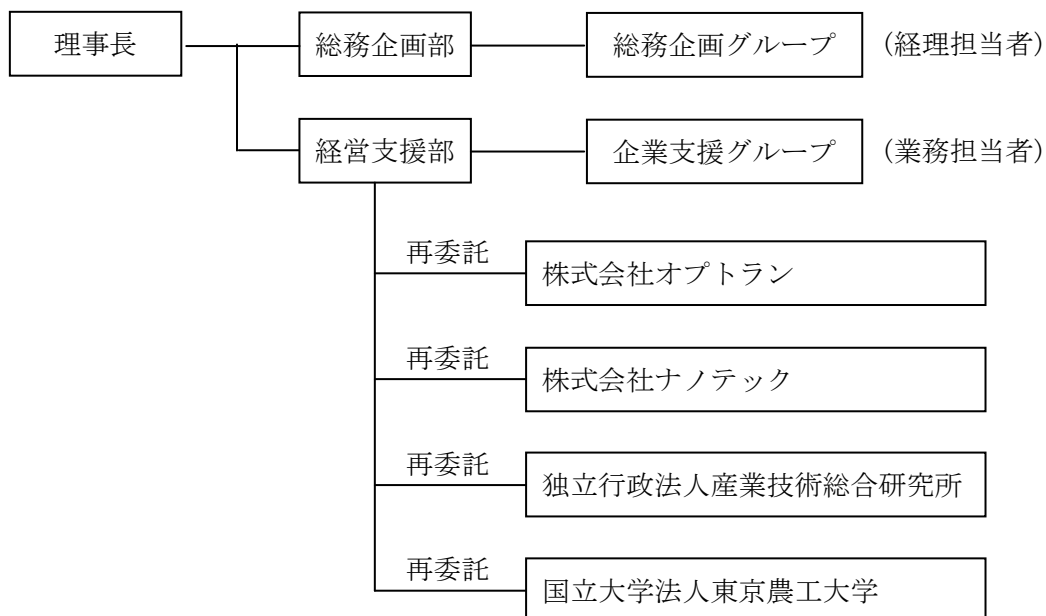 理事長
総務企画部
総務企画グループ
(経理担当者)
経営支援部
企業支援グループ
(業務担当者)
再委託
株式会社オプトラン
再委託
株式会社ナノテック
再委託
独立行政法人産業技術総合研究所
再委託
国立大学法人東京農工大学